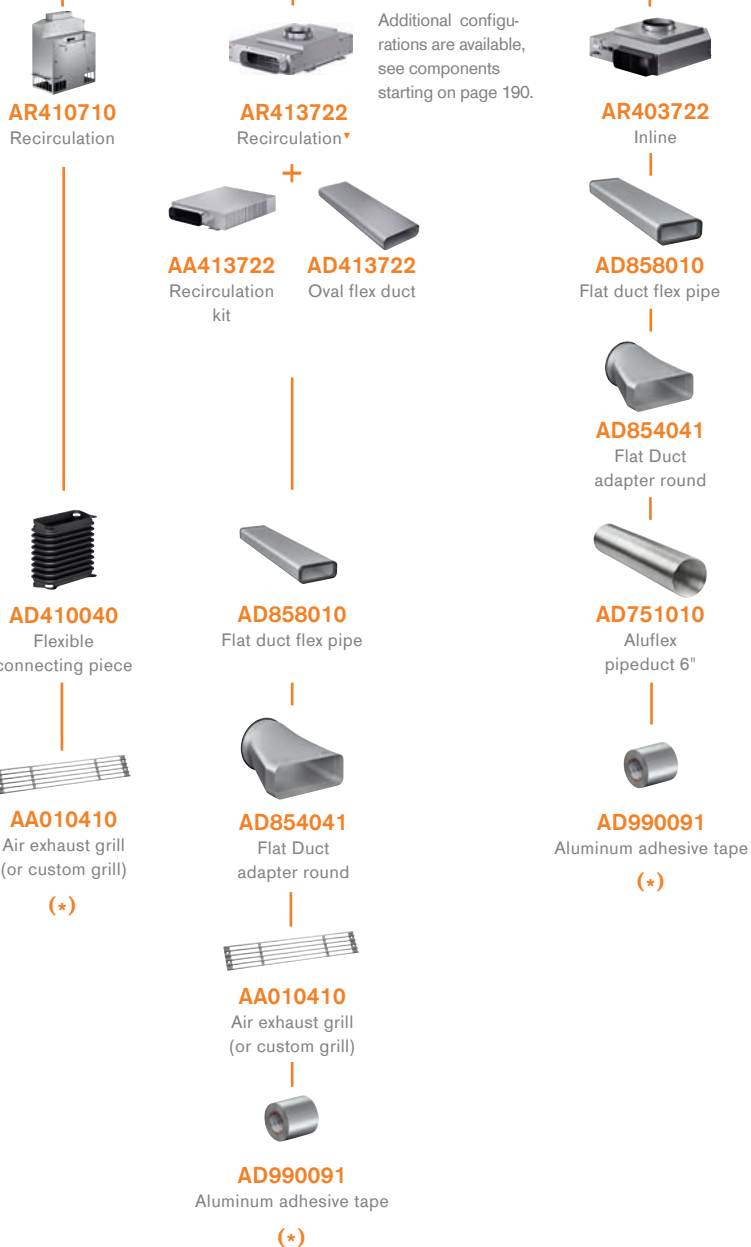 AR410710
Recirculation
AD410040
Flexible
connecting piece
AA010410
Air exhaust grill
(or custom grill)
(*)
AR413722
Recirculation▼
Additional configu-
rations are available,
see components
starting on page 190.
+
AA413722
Recirculation
kit
AD413722
Oval flex duct
AD858010
Flat duct flex pipe
AD854041
Flat Duct
adapter round
AA010410
Air exhaust grill
(or custom grill)
AD990091
Aluminum adhesive tape
(*)
AR403722
Inline
AD858010
Flat duct flex pipe
AD854041
Flat Duct
adapter round
AD751010
Aluflex
pipeduct 6"
AD990091
Aluminum adhesive tape
(*)